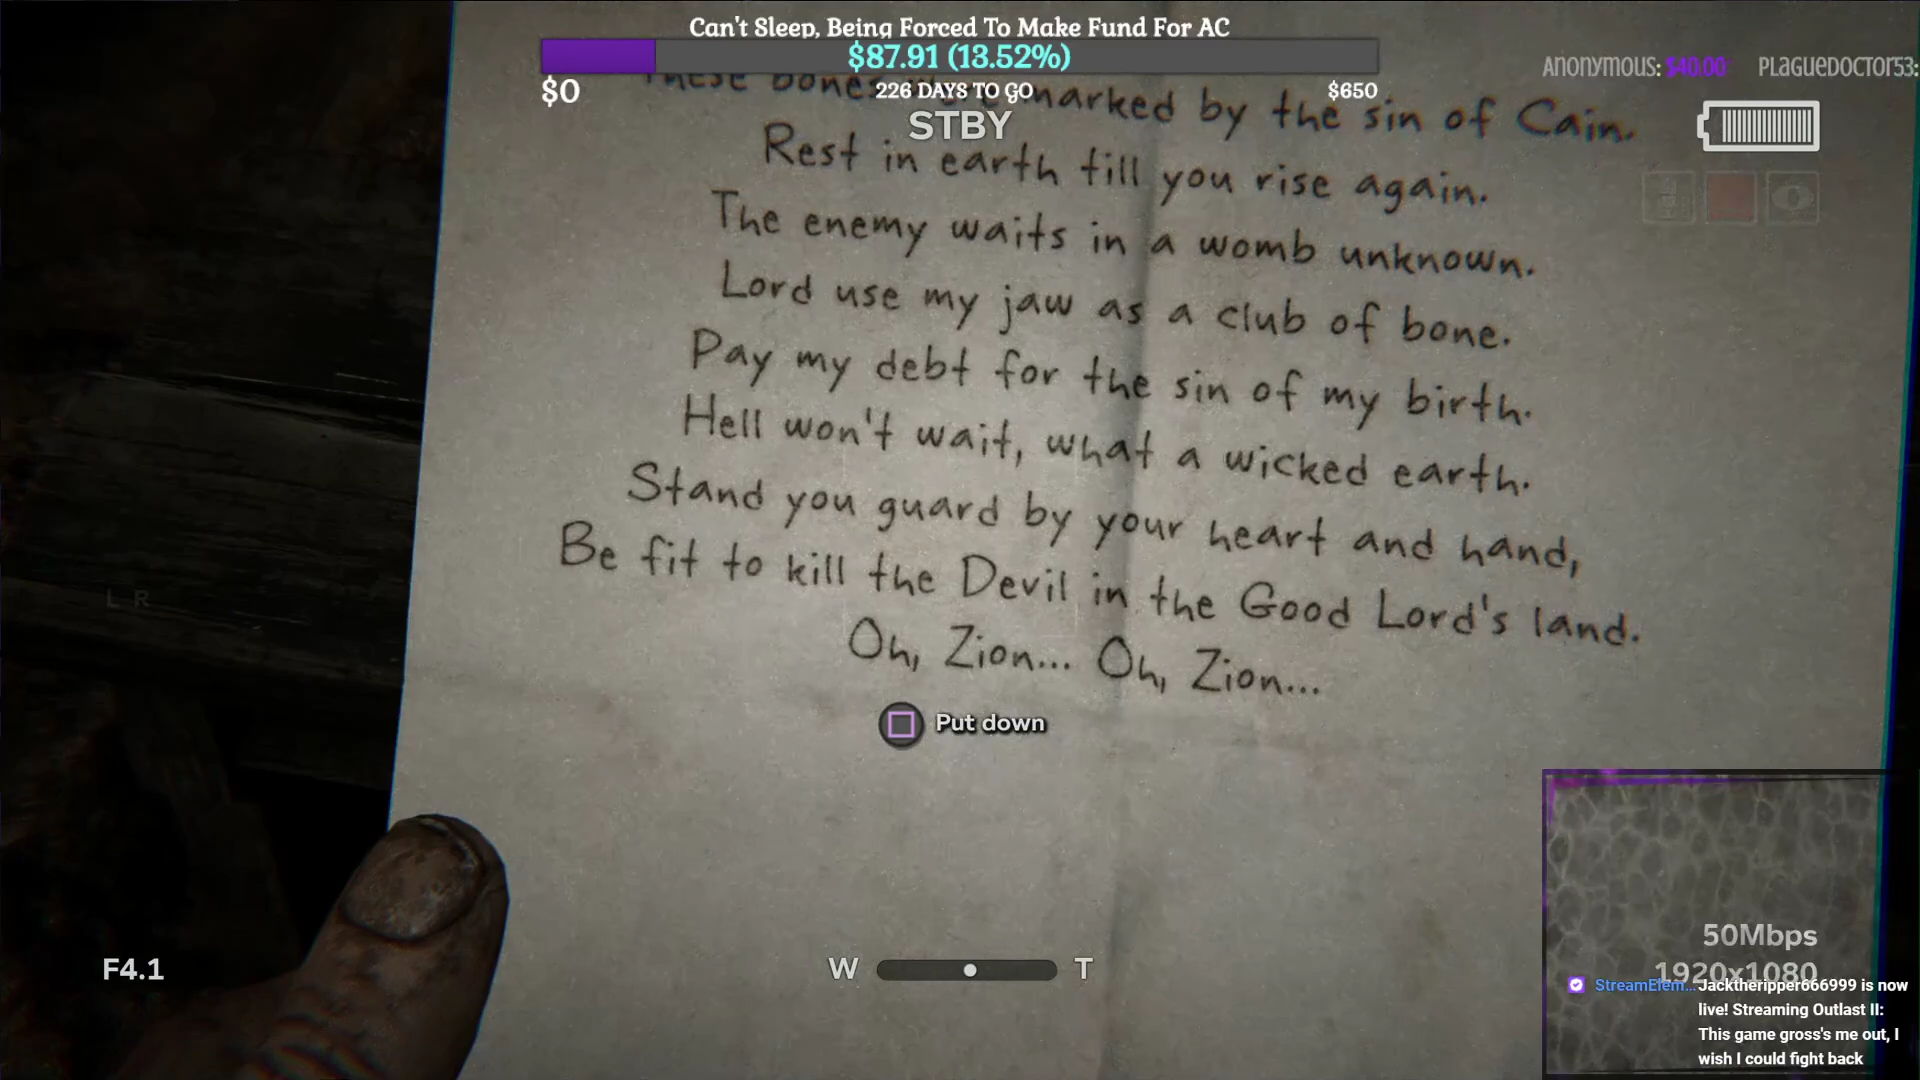 Can't Sleep, Being Forced To Make Fund For AC
$87.91 (13.52%)
$0
226 DAYS TO GO
$650
Anonymous: $40.00 PlagueDoctor53:
STBY
These bones marked by the sin of Cain.
Rest in earth till you rise again.
The enemy waits in a womb unknown.
Lord use my jaw as a club of bone.
Pay my debt for the sin of my birth.
Hell won't wait, what a wicked earth.
Stand you guard by your heart and hand,
Be fit to kill the Devil in the Good Lord's land.
Oh, Zion... Oh, Zion...
L R
Put down
F4.1
W T
50Mbps
1920x1080
StreamElem... Jacktheripper666999 is now
live! Streaming Outlast II:
This game gross's me out, I
wish I could fight back